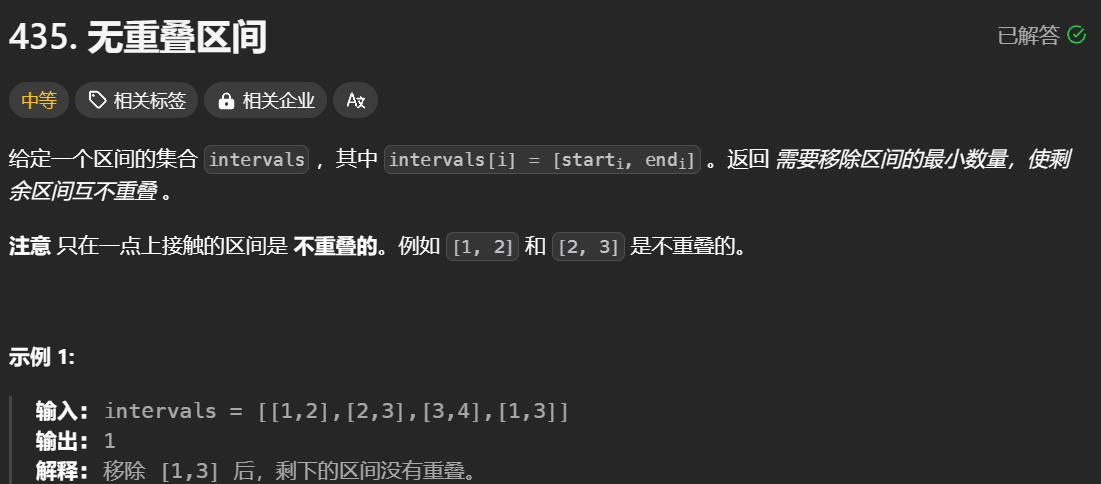 435. 无重叠区间
已解答
中等 相关标签 相关企业
给定一个区间的集合 intervals ，其中 intervals[i] = [starti, endi] 。返回 需要移除区间的最小数量，使剩
余区间互不重叠 。
注意 只在一点上接触的区间是 不重叠的。例如 [1, 2] 和 [2, 3] 是不重叠的。
示例 1:
输入: intervals = [[1,2],[2,3],[3,4],[1,3]]
输出: 1
解释: 移除 [1,3] 后，剩下的区间没有重叠。